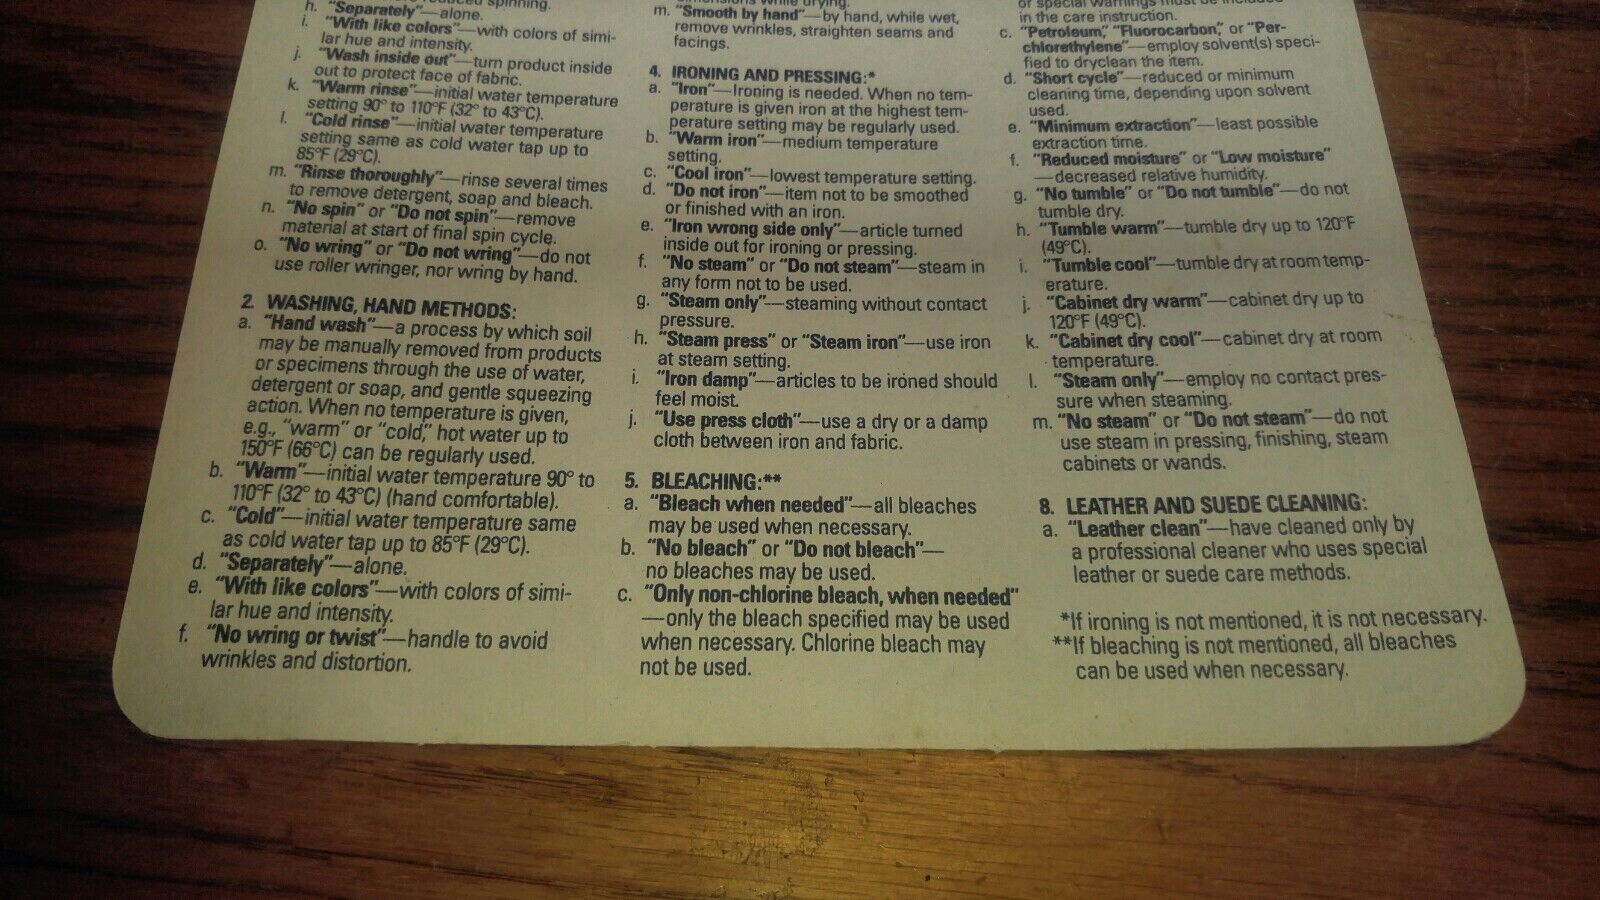 reduced spinning.
h. "Separately"—alone.
i. "With like colors"—with colors of simi-
lar hue and intensity.
j. "Wash inside out"—turn product inside
out to protect face of fabric.
k. "Warm rinse"—initial water temperature
setting 90° to 110°F (32° to 43°C).
l. "Cold rinse"—initial water temperature
setting same as cold water tap up to
85°F (29°C).
m. "Rinse thoroughly"—rinse several times
to remove detergent, soap and bleach.
n. "No spin" or "Do not spin"—remove
material at start of final spin cycle.
o. "No wring" or "Do not wring"—do not
use roller wringer, nor wring by hand.
2. WASHING, HAND METHODS:
a. "Hand wash"—a process by which soil
may be manually removed from products
or specimens through the use of water,
detergent or soap, and gentle squeezing
action. When no temperature is given,
e.g., "warm" or "cold," hot water up to
150°F (66°C) can be regularly used.
b. "Warm"—initial water temperature 90° to
110°F (32° to 43°C) (hand comfortable).
c. "Cold"—initial water temperature same
as cold water tap up to 85°F (29°C).
d. "Separately"—alone.
e. "With like colors"—with colors of simi-
lar hue and intensity.
f. "No wring or twist"—handle to avoid
wrinkles and distortion.
dimensions while drying.
m. "Smooth by hand"—by hand, while wet,
remove wrinkles, straighten seams and
facings.
4. IRONING AND PRESSING:*
a. "Iron"—Ironing is needed. When no tem-
perature is given iron at the highest tem-
perature setting may be regularly used.
b. "Warm iron"—medium temperature
setting.
c. "Cool iron"—lowest temperature setting.
d. "Do not iron"—item not to be smoothed
or finished with an iron.
e. "Iron wrong side only"—article turned
inside out for ironing or pressing.
f. "No steam" or "Do not steam"—steam in
any form not to be used.
g. "Steam only"—steaming without contact
pressure.
h. "Steam press" or "Steam iron"—use iron
at steam setting.
i. "Iron damp"—articles to be ironed should
feel moist.
j. "Use press cloth"—use a dry or a damp
cloth between iron and fabric.
5. BLEACHING:**
a. "Bleach when needed"—all bleaches
may be used when necessary.
b. "No bleach" or "Do not bleach"—
no bleaches may be used.
c. "Only non-chlorine bleach, when needed"
—only the bleach specified may be used
when necessary. Chlorine bleach may
not be used.
or special warnings must be included
in the care instruction.
c. "Petroleum," "Fluorocarbon," or "Per-
chlorethylene"—employ solvent(s) speci-
fied to dryclean the item.
d. "Short cycle"—reduced or minimum
cleaning time, depending upon solvent
used.
e. "Minimum extraction"—least possible
extraction time.
f. "Reduced moisture" or "Low moisture"
—decreased relative humidity.
g. "No tumble" or "Do not tumble"—do not
tumble dry.
h. "Tumble warm"—tumble dry up to 120°F
(49°C).
i. "Tumble cool"—tumble dry at room temp-
erature.
j. "Cabinet dry warm"—cabinet dry up to
120°F (49°C).
k. "Cabinet dry cool"—cabinet dry at room
temperature.
l. "Steam only"—employ no contact pres-
sure when steaming.
m. "No steam" or "Do not steam"—do not
use steam in pressing, finishing, steam
cabinets or wands.
8. LEATHER AND SUEDE CLEANING:
a. "Leather clean"—have cleaned only by
a professional cleaner who uses special
leather or suede care methods.
*If ironing is not mentioned, it is not necessary.
**If bleaching is not mentioned, all bleaches
can be used when necessary.